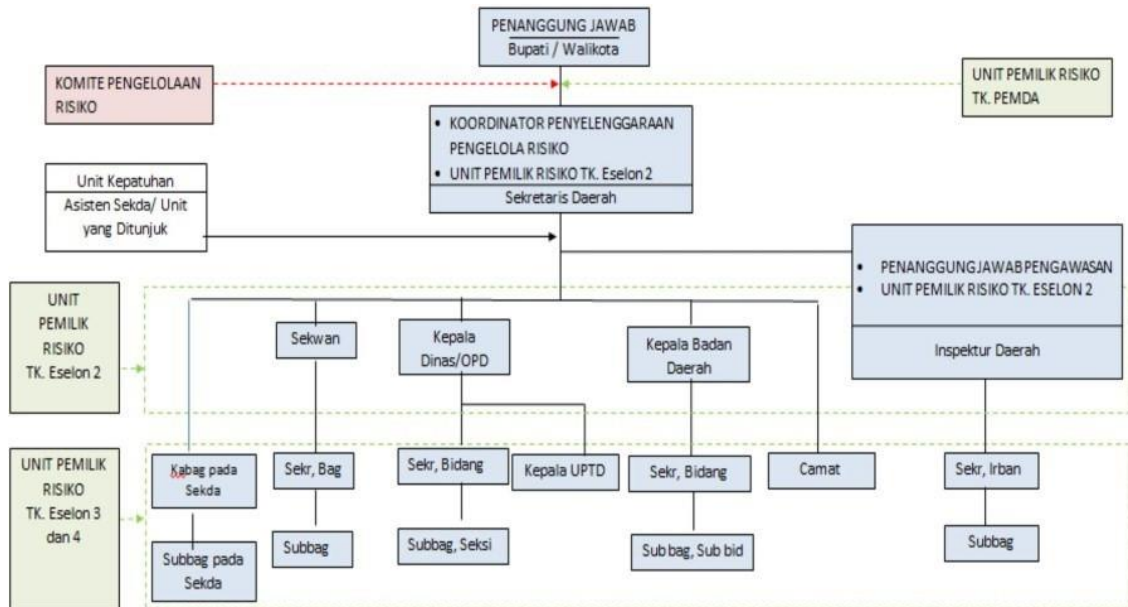 PENANGGUNG JAWAB
Bupati / Walikota
KOMITE PENGELOLAAN
RISIKO
UNIT PEMILIK RISIKO
TK. PEMDA
• KOORDINATOR PENYELENGGARAAN
PENGELOLA RISIKO
• UNIT PEMILIK RISIKO TK. Eselon 2
Sekretaris Daerah
Unit Kepatuhan
Asisten Sekda/ Unit
yang Ditunjuk
• PENANGGUNG JAWAB PENGAWASAN
• UNIT PEMILIK RISIKO TK. ESELON 2
Inspektur Daerah
UNIT
PEMILIK
RISIKO
TK. Eselon 2
Sekwan
Kepala
Dinas/OPD
Kepala Badan
Daerah
UNIT PEMILIK
RISIKO
TK. Eselon 3
dan 4
Kabag pada
Sekda
Sekr, Bag
Sekr, Bidang
Kepala UPTD
Sekr, Bidang
Camat
Sekr, Irban
Subbag pada
Sekda
Subbag
Subbag, Seksi
Sub bag, Sub bid
Subbag